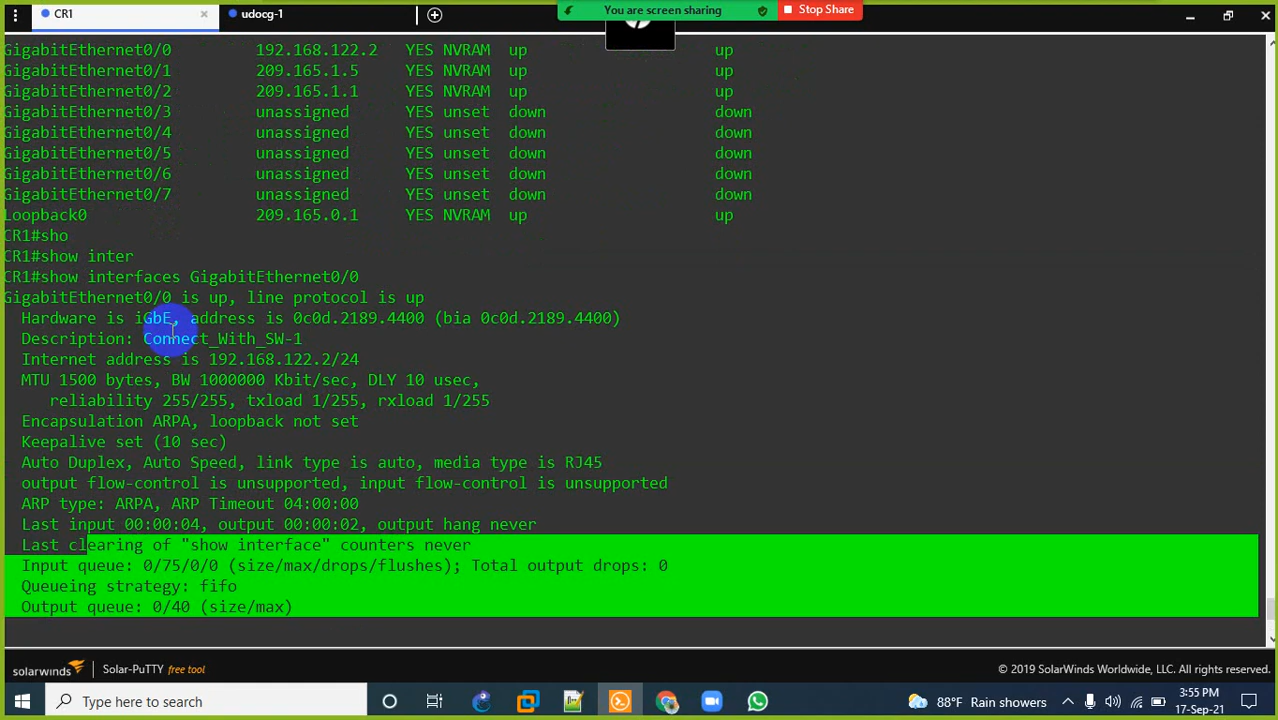 CR1
udocg-1
You are screen sharing
Stop Share
GigabitEthernet0/0 192.168.122.2 YES NVRAM up up
GigabitEthernet0/1 209.165.1.5 YES NVRAM up up
GigabitEthernet0/2 209.165.1.1 YES NVRAM up up
GigabitEthernet0/3 unassigned YES unset down down
GigabitEthernet0/4 unassigned YES unset down down
GigabitEthernet0/5 unassigned YES unset down down
GigabitEthernet0/6 unassigned YES unset down down
GigabitEthernet0/7 unassigned YES unset down down
Loopback0 209.165.0.1 YES NVRAM up up
CR1#sho
CR1#show inter
CR1#show interfaces GigabitEthernet0/0
GigabitEthernet0/0 is up, line protocol is up
Hardware is iGbE, address is 0c0d.2189.4400 (bia 0c0d.2189.4400)
Description: Connect_With_SW-1
Internet address is 192.168.122.2/24
MTU 1500 bytes, BW 1000000 Kbit/sec, DLY 10 usec,
reliability 255/255, txload 1/255, rxload 1/255
Encapsulation ARPA, loopback not set
Keepalive set (10 sec)
Auto Duplex, Auto Speed, link type is auto, media type is RJ45
output flow-control is unsupported, input flow-control is unsupported
ARP type: ARPA, ARP Timeout 04:00:00
Last input 00:00:04, output 00:00:02, output hang never
Last clearing of "show interface" counters never
Input queue: 0/75/0/0 (size/max/drops/flushes); Total output drops: 0
Queueing strategy: fifo
Output queue: 0/40 (size/max)
solarwinds Solar-PuTTY free tool
© 2019 SolarWinds Worldwide, LLC. All rights reserved.
Type here to search
88°F Rain showers
3:55 PM
17-Sep-21